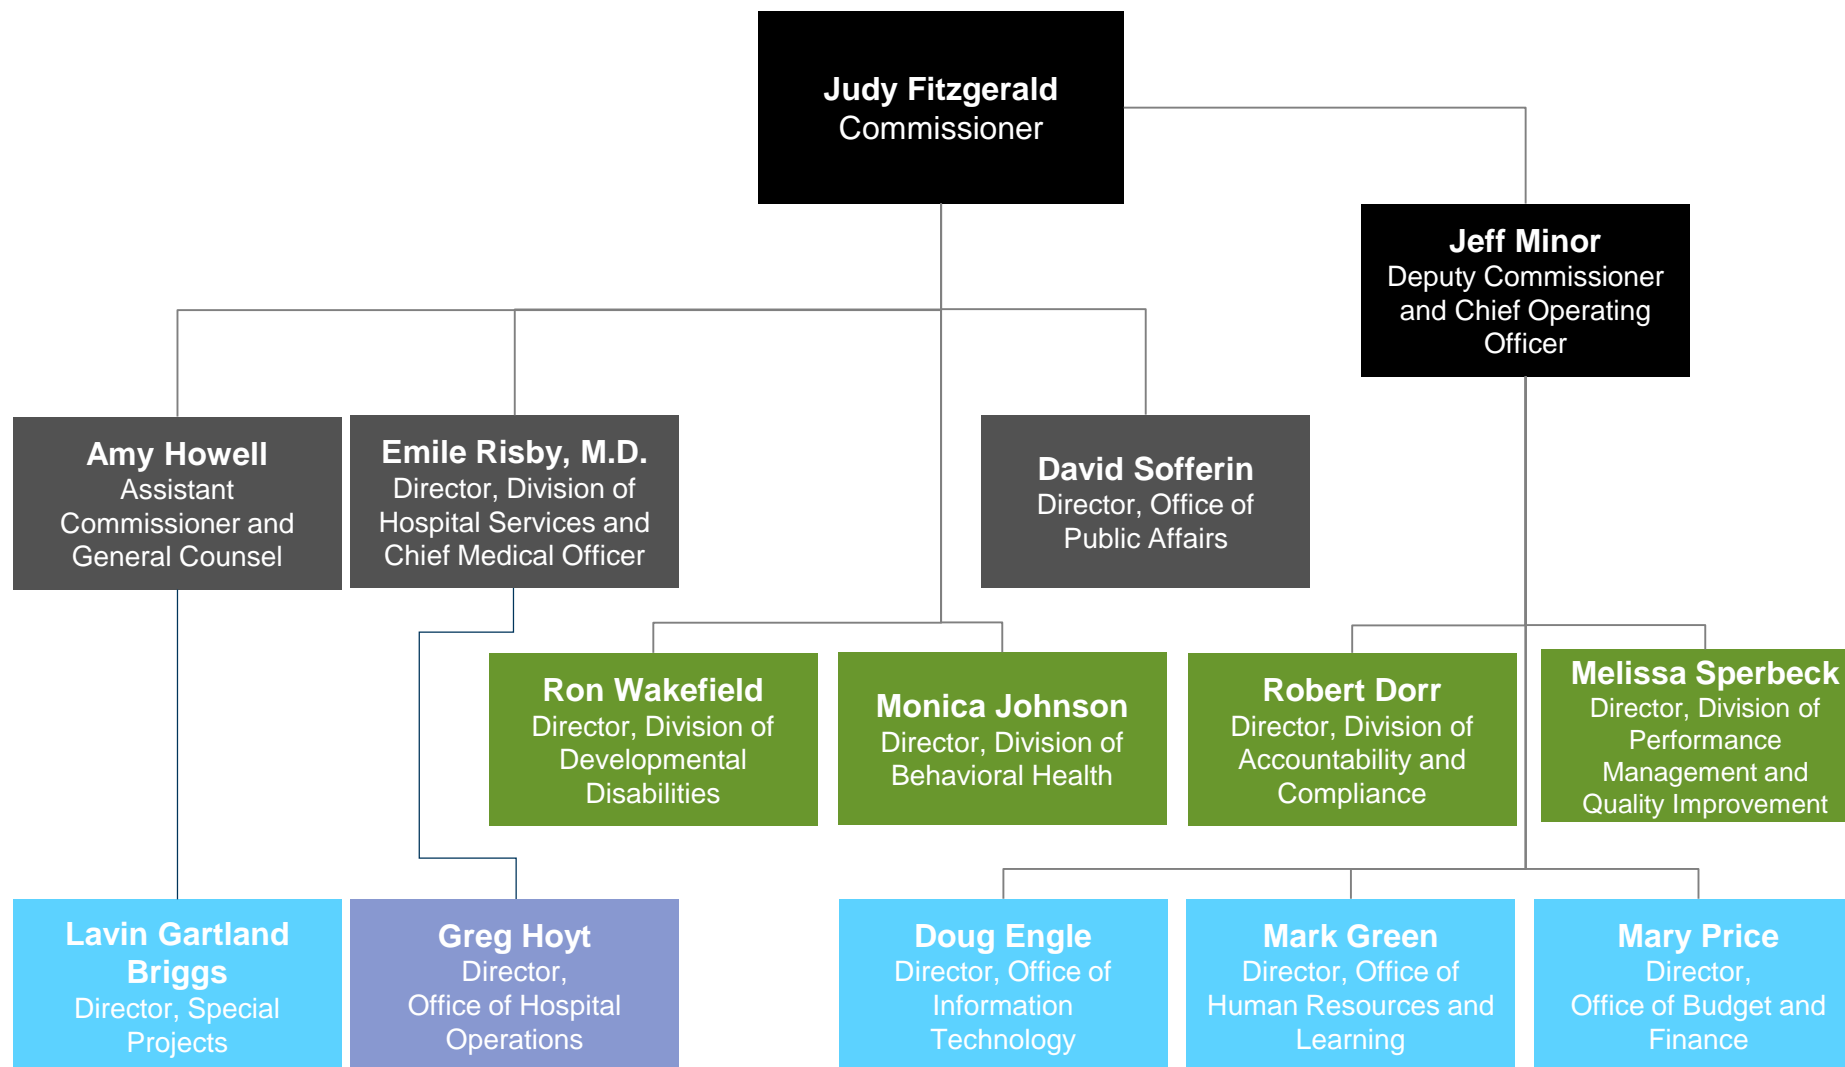 Judy Fitzgerald
Commissioner
Jeff Minor
Deputy Commissioner
and Chief Operating
Officer
Amy Howell
Assistant
Commissioner and
General Counsel
Emile Risby, M.D.
Director, Division of
Hospital Services and
Chief Medical Officer
David Sofferin
Director, Office of
Public Affairs
Ron Wakefield
Director, Division of
Developmental
Disabilities
Monica Johnson
Director, Division of
Behavioral Health
Robert Dorr
Director, Division of
Accountability and
Compliance
Melissa Sperbeck
Director, Division of
Performance
Management and
Quality Improvement
Lavin Gartland
Briggs
Director, Special
Projects
Greg Hoyt
Director,
Office of Hospital
Operations
Doug Engle
Director, Office of
Information
Technology
Mark Green
Director, Office of
Human Resources and
Learning
Mary Price
Director,
Office of Budget and
Finance